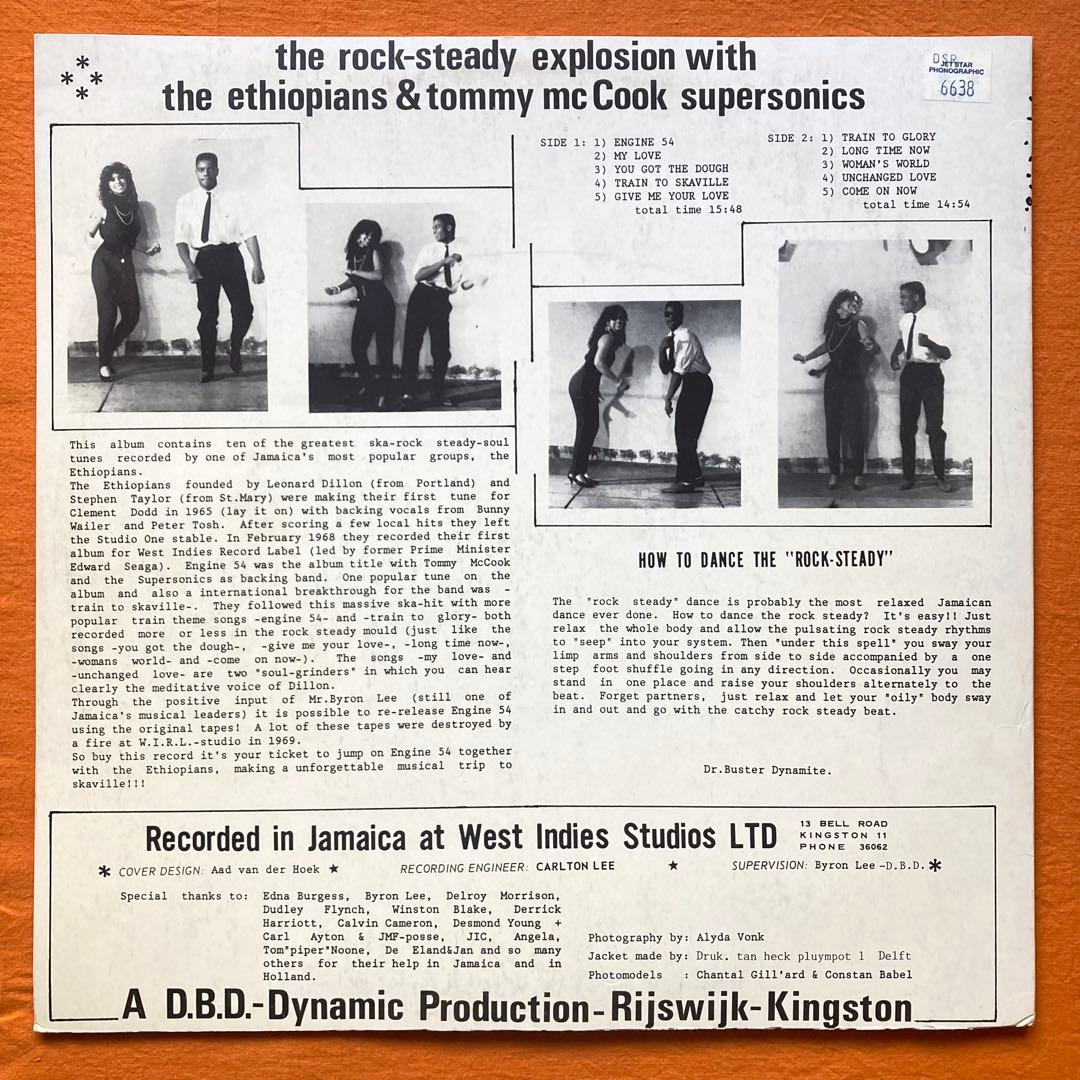 the rock-steady explosion with
the ethiopians & tommy mc Cook supersonics
DSR
JET STAR
PHONOGRAPHIC
6638
SIDE 1: 1) ENGINE 54
2) MY LOVE
3) YOU GOT THE DOUGH
4) TRAIN TO SKAVILLE
5) GIVE ME YOUR LOVE
total time 15:48
SIDE 2: 1) TRAIN TO GLORY
2) LONG TIME NOW
3) WOMAN'S WORLD
4) UNCHANGED LOVE
5) COME ON NOW
total time 14:54
This album contains ten of the greatest ska-rock steady-soul
tunes recorded by one of Jamaica's most popular groups, the
Ethiopians.
The Ethiopians founded by Leonard Dillon (from Portland) and
Stephen Taylor (from St.Mary) were making their first tune for
Clement Dodd in 1965 (lay it on) with backing vocals from Bunny
Wailer and Peter Tosh. After scoring a few local hits they left
the Studio One stable. In February 1968 they recorded their first
album for West Indies Record Label (led by former Prime Minister
Edward Seaga). Engine 54 was the album title with Tommy McCook
and the Supersonics as backing band. One popular tune on the
album and also a international breakthrough for the band was -
train to skaville-. They followed this massive ska-hit with more
popular train theme songs -engine 54- and -train to glory- both
recorded more or less in the rock steady mould (just like the
songs -you got the dough-, -give me your love-, -long time now-,
-womans world- and -come on now-). The songs -my love- and
-unchanged love- are two "soul-grinders" in which you can hear
clearly the meditative voice of Dillon.
Through the positive input of Mr.Byron Lee (still one of
Jamaica's musical leaders) it is possible to re-release Engine 54
using the original tapes! A lot of these tapes were destroyed by
a fire at W.I.R.L.-studio in 1969.
So buy this record it's your ticket to jump on Engine 54 together
with the Ethiopians, making a unforgettable musical trip to
skaville!!!
HOW TO DANCE THE "ROCK-STEADY"
The "rock steady" dance is probably the most relaxed Jamaican
dance ever done. How to dance the rock steady? It's easy!! Just
relax the whole body and allow the pulsating rock steady rhythms
to "seep" into your system. Then "under this spell" you sway your
limp arms and shoulders from side to side accompanied by a one
step foot shuffle going in any direction. Occasionally you may
stand in one place and raise your shoulders alternately to the
beat. Forget partners, just relax and let your "oily" body sway
in and out and go with the catchy rock steady beat.
Dr.Buster Dynamite.
Recorded in Jamaica at West Indies Studios LTD
13 BELL ROAD
KINGSTON 11
PHONE 36062
* COVER DESIGN: Aad van der Hoek ★ RECORDING ENGINEER: CARLTON LEE ★ SUPERVISION: Byron Lee -D.B.D. *
Special thanks to: Edna Burgess, Byron Lee, Delroy Morrison,
Dudley Flynch, Winston Blake, Derrick
Harriott, Calvin Cameron, Desmond Young +
Carl Ayton & JMF-posse, JIC, Angela,
Tom"piper"Noone, De Eland&Jan and so many
others for their help in Jamaica and in
Holland.
Photography by: Alyda Vonk
Jacket made by: Druk. tan heck pluympot 1 Delft
Photomodels : Chantal Gill'ard & Constan Babel
A D.B.D.-Dynamic Production-Rijswijk-Kingston